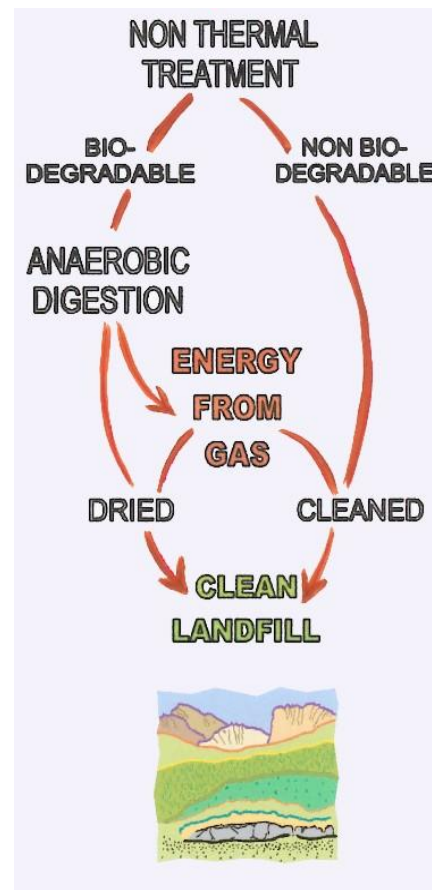 NON THERMAL
TREATMENT
BIO-
DEGRADABLE
NON BIO-
DEGRADABLE
ANAEROBIC
DIGESTION
ENERGY
FROM
GAS
DRIED
CLEANED
CLEAN
LANDFILL